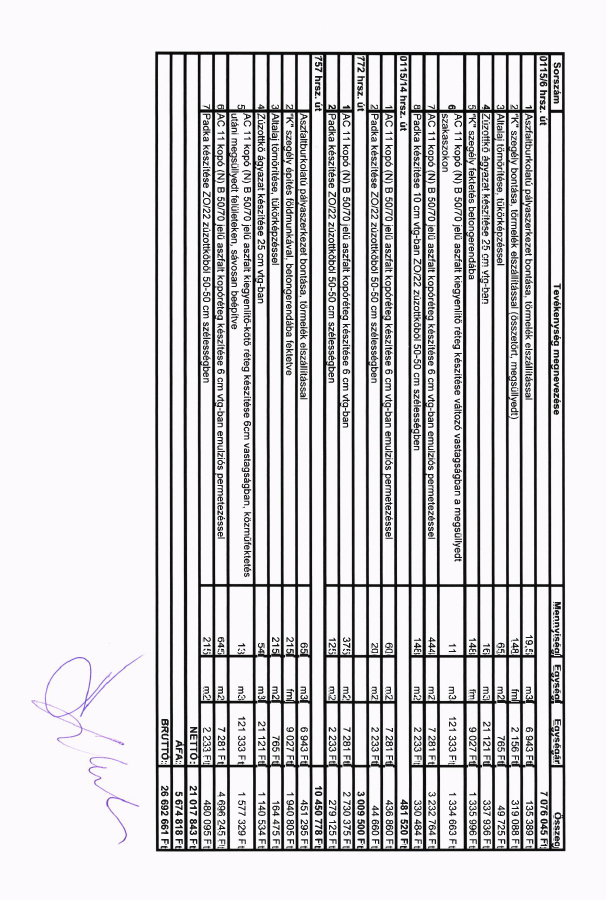 Sorszám Tevékenység megnevezése Mennyiség Egység Egységár Összeg
0115/6 hrsz. út 7 076 045 Ft
1 Aszfaltburkolatú pályaszerkezet bontása, törmelék elszállítással 19,5 m3 6 943 Ft 135 389 Ft
2 "K" szegély bontása, törmelék elszállítással (összetört, megsüllyedt) 148 fm 2 156 Ft 319 088 Ft
3 Altalaj tömörítése, tükörképzéssel 65 m2 765 Ft 49 725 Ft
4 Zúzottkő ágyazat készítése 25 cm vtg-ban 16 m3 21 121 Ft 337 936 Ft
5 "K" szegély fektetés betongerendába 148 fm 9 027 Ft 1 335 996 Ft
6 AC 11 kopó (N) B 50/70 jelű aszfalt kiegyenlítő réteg készítése változó vastagságban a megsüllyedt
szakaszokon 11 m3 121 333 Ft 1 334 663 Ft
7 AC 11 kopó (N) B 50/70 jelű aszfalt kopóréteg készítése 6 cm vtg-ban emulziós permetezéssel 444 m2 7 281 Ft 3 232 764 Ft
8 Padka készítése 10 cm vtg-ban ZO/22 zúzottkőből 50-50 cm szélességben 148 m2 2 233 Ft 330 484 Ft
0115/14 hrsz. út 481 520 Ft
1 AC 11 kopó (N) B 50/70 jelű aszfalt kopóréteg készítése 6 cm vtg-ban emulziós permetezéssel 60 m2 7 281 Ft 436 860 Ft
2 Padka készítése ZO/22 zúzottkőből 50-50 cm szélességben 20 m2 2 233 Ft 44 660 Ft
772 hrsz. út 3 009 500 Ft
1 AC 11 kopó (N) B 50/70 jelű aszfalt kopóréteg készítése 6 cm vtg-ban 375 m2 7 281 Ft 2 730 375 Ft
2 Padka készítése ZO/22 zúzottkőből 50-50 cm szélességben 125 m2 2 233 Ft 279 125 Ft
757 hrsz. út 10 450 778 Ft
1 Aszfaltburkolatú pályaszerkezet bontása, törmelék elszállítással 65 m3 6 943 Ft 451 295 Ft
2 "K" szegély építés földmunkával, betongerendába fektetve 215 fm 9 027 Ft 1 940 805 Ft
3 Altalaj tömörítése, tükörképzéssel 215 m2 765 Ft 164 475 Ft
4 Zúzottkő ágyazat készítése 25 cm vtg-ban 54 m3 21 121 Ft 1 140 534 Ft
5 AC 11 kopó (N) B 50/70 jelű aszfalt kiegyenlítő-kötő réteg készítése 6cm vastagságban, közműfektetés
utáni megsüllyedt felületeken, sávosan beépítve 13 m3 121 333 Ft 1 577 329 Ft
6 AC 11 kopó (N) B 50/70 jelű aszfalt kopóréteg készítése 6 cm vtg-ban emulziós permetezéssel 645 m2 7 281 Ft 4 696 245 Ft
7 Padka készítése ZO/22 zúzottkőből 50-50 cm szélességben 215 m2 2 233 Ft 480 095 Ft
NETTO: 21 017 843 Ft
ÁFA: 5 674 818 Ft
BRUTTO: 26 692 661 Ft